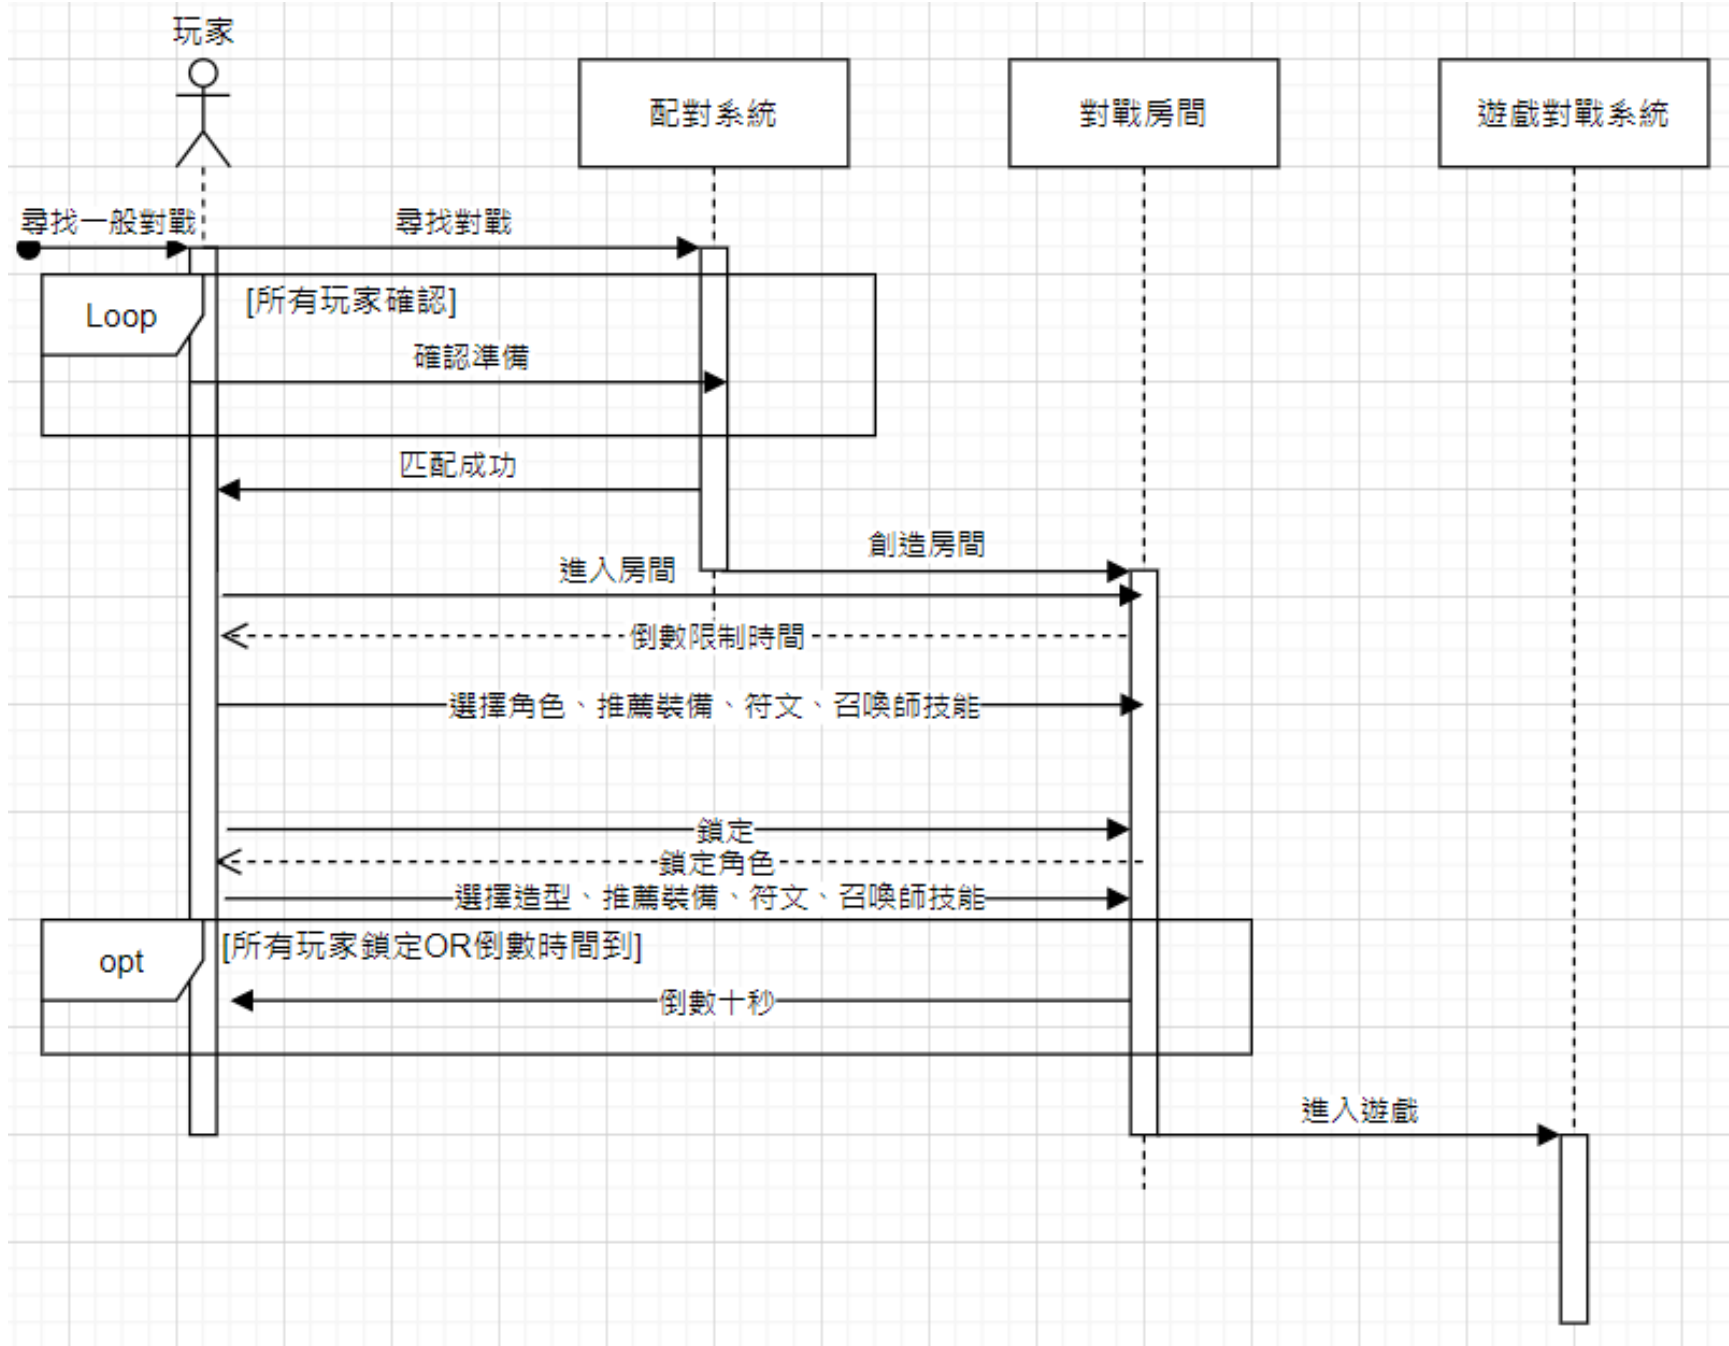 玩家
配對系統
對戰房間
遊戲對戰系統
尋找一般對戰
尋找對戰
Loop
[所有玩家確認]
確認準備
匹配成功
創造房間
進入房間
倒數限制時間
選擇角色、推薦裝備、符文、召喚師技能
鎖定
鎖定角色
選擇造型、推薦裝備、符文、召喚師技能
opt
[所有玩家鎖定OR倒數時間到]
倒數十秒
進入遊戲